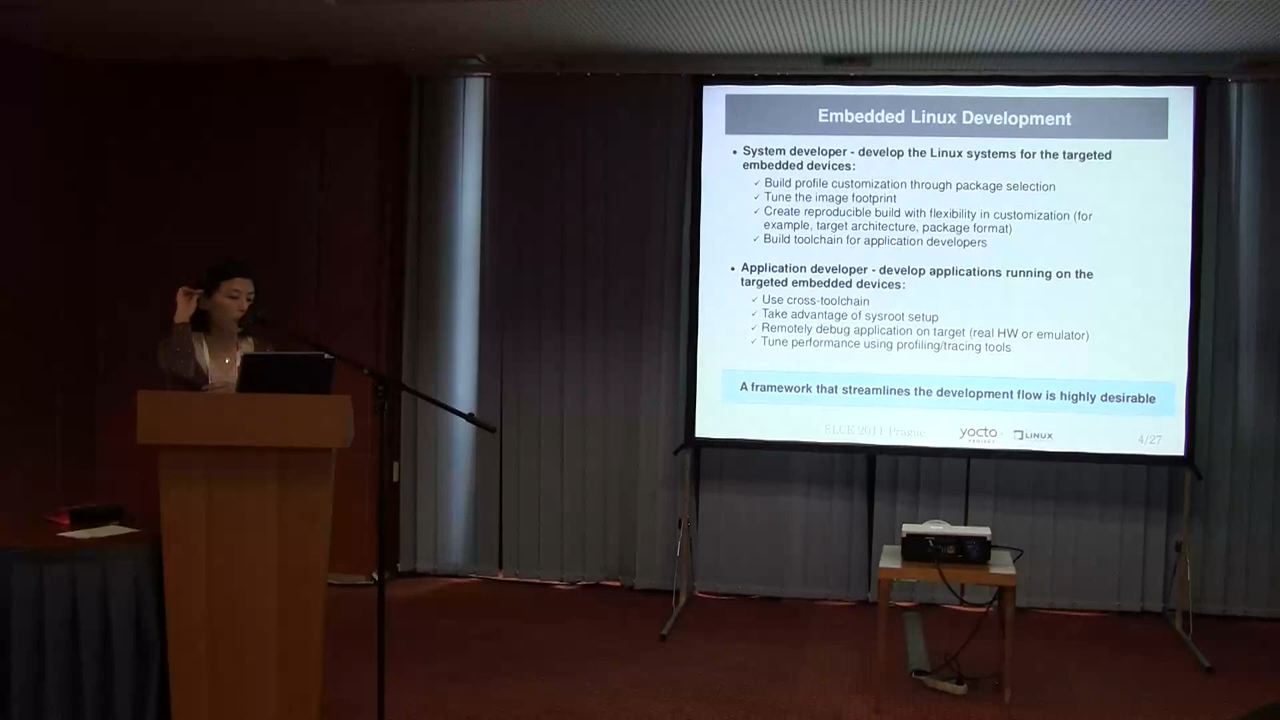 Embedded Linux Development
• System developer - develop the Linux systems for the targeted
embedded devices:
✓ Build profile customization through package selection
✓ Tune the image footprint
✓ Create reproducible build with flexibility in customization (for
example, target architecture, package format)
✓ Build toolchain for application developers
• Application developer - develop applications running on the
targeted embedded devices:
✓ Use cross-toolchain
✓ Take advantage of sysroot setup
✓ Remotely debug application on target (real HW or emulator)
✓ Tune performance using profiling/tracing tools
A framework that streamlines the development flow is highly desirable
ELCE 2011 Prague
yocto
PROJECT
LINUX
4/27